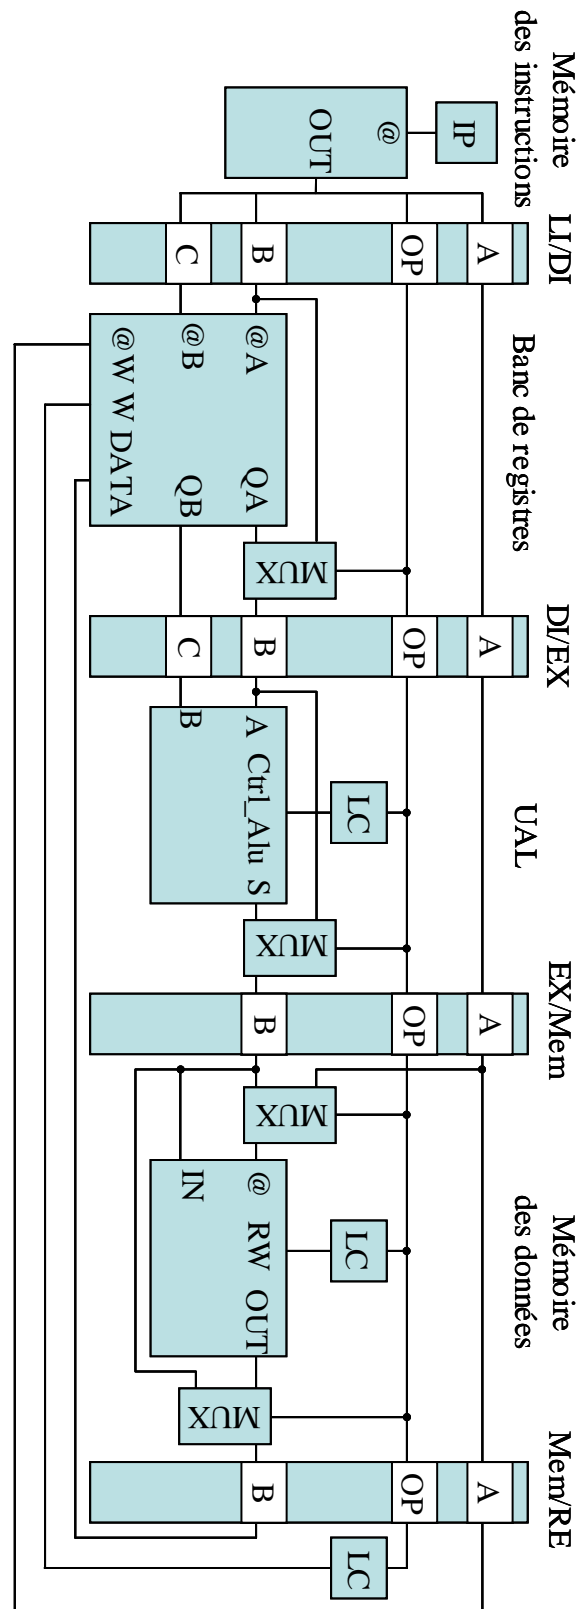 Mémoire
des instructions
LI/DI
Banc de registres
DI/EX
UAL
EX/Mem
Mémoire
des données
Mem/RE
IP
@
OUT
A
OP
B
C
@A
@B
QA
QB
@W W DATA
MUX
A
OP
B
C
LC
A Ctrl_Alu S
B
MUX
A
OP
B
MUX
LC
@ RW OUT
IN
MUX
A
OP
B
LC